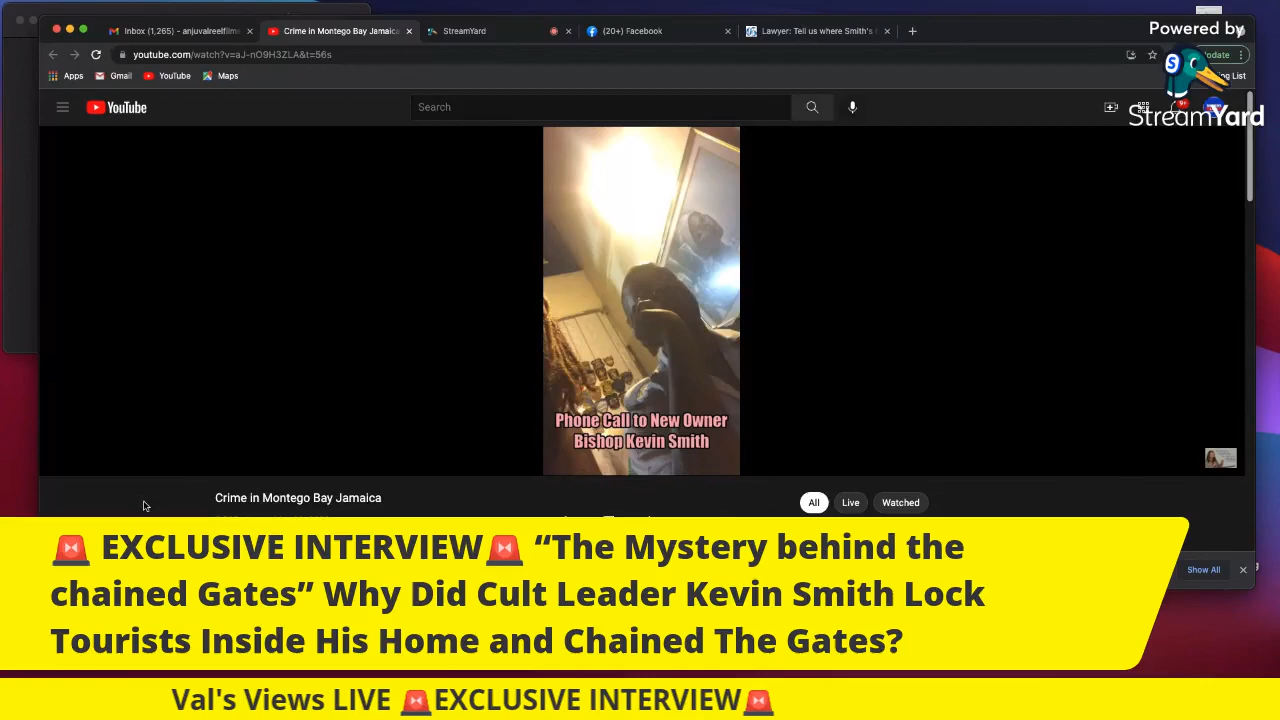 Inbox (1,265) - anjuvalreelfilms
Crime in Montego Bay Jamaica
StreamYard
(20+) Facebook
Lawyer: Tell us where Smith's
Powered by
youtube.com/watch?v=aJ-nO9H3ZLA&t=56s
Update
Apps
Gmail
YouTube
Maps
List
YouTube
Search
9+
StreamYard
Phone Call to New Owner
Bishop Kevin Smith
Crime in Montego Bay Jamaica
All
Live
Watched
🚨 EXCLUSIVE INTERVIEW🚨 “The Mystery behind the
chained Gates” Why Did Cult Leader Kevin Smith Lock
Tourists Inside His Home and Chained The Gates?
Show All
Val's Views LIVE 🚨EXCLUSIVE INTERVIEW🚨